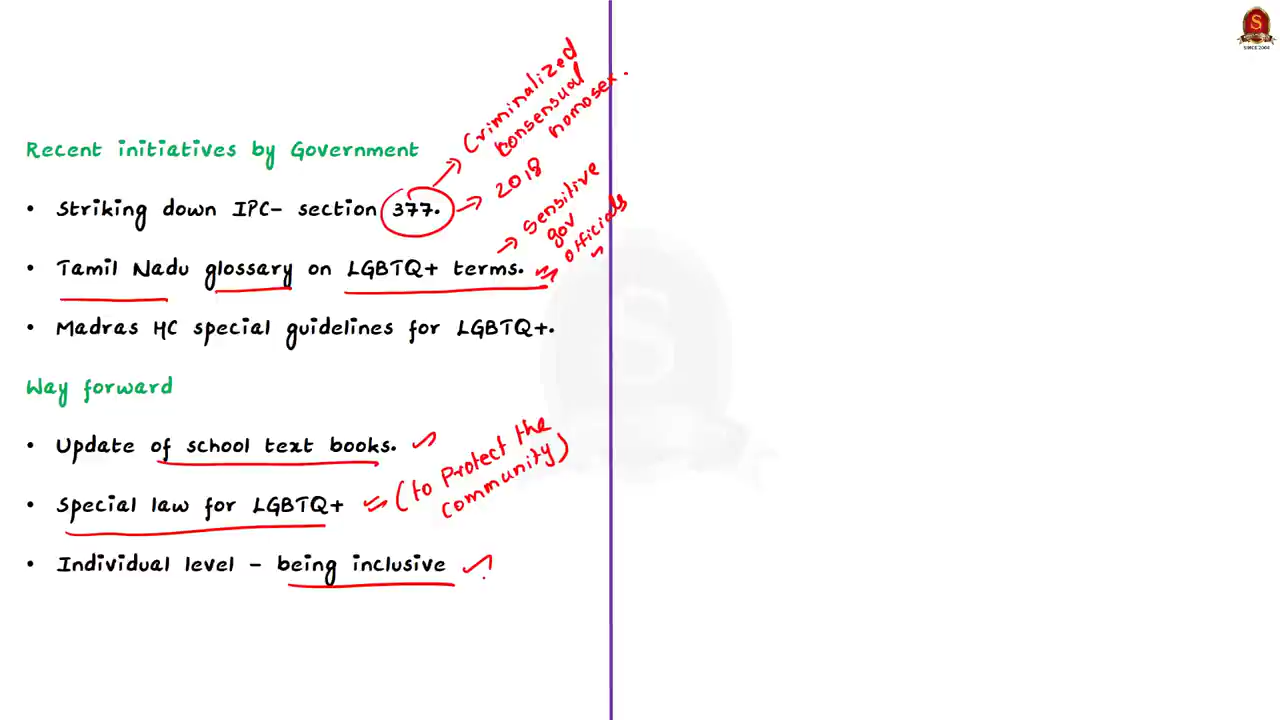 S
SINCE 2004
Criminalized
consensual
homosex.
Recent initiatives by Government
→ 2018
• Striking down IPC- section 377.
→ Sensitive
gov
officials
• Tamil Nadu glossary on LGBTQ+ terms.
• Madras HC special guidelines for LGBTQ+.
Way forward
• Update of school text books.
• Special law for LGBTQ+
(to Protect the
community)
• Individual level - being inclusive